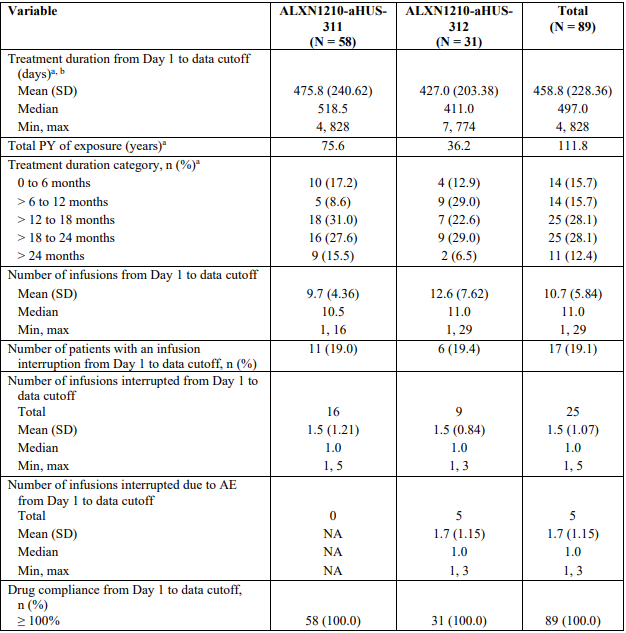 Variable ALXN1210-aHUS-311 (N = 58) ALXN1210-aHUS-312 (N = 31) Total (N = 89)
Treatment duration from Day 1 to data cutoff
(days)a, b
Mean (SD) 475.8 (240.62) 427.0 (203.38) 458.8 (228.36)
Median 518.5 411.0 497.0
Min, max 4, 828 7, 774 4, 828
Total PY of exposure (years)a 75.6 36.2 111.8
Treatment duration category, n (%)a
0 to 6 months 10 (17.2) 4 (12.9) 14 (15.7)
> 6 to 12 months 5 (8.6) 9 (29.0) 14 (15.7)
> 12 to 18 months 18 (31.0) 7 (22.6) 25 (28.1)
> 18 to 24 months 16 (27.6) 9 (29.0) 25 (28.1)
> 24 months 9 (15.5) 2 (6.5) 11 (12.4)
Number of infusions from Day 1 to data cutoff
Mean (SD) 9.7 (4.36) 12.6 (7.62) 10.7 (5.84)
Median 10.5 11.0 11.0
Min, max 1, 16 1, 29 1, 29
Number of patients with an infusion 11 (19.0) 6 (19.4) 17 (19.1)
interruption from Day 1 to data cutoff, n (%)
Number of infusions interrupted from Day 1 to
data cutoff
Total 16 9 25
Mean (SD) 1.5 (1.21) 1.5 (0.84) 1.5 (1.07)
Median 1.0 1.0 1.0
Min, max 1, 5 1, 3 1, 5
Number of infusions interrupted due to AE
from Day 1 to data cutoff
Total 0 5 5
Mean (SD) NA 1.7 (1.15) 1.7 (1.15)
Median NA 1.0 1.0
Min, max NA 1, 3 1, 3
Drug compliance from Day 1 to data cutoff,
n (%)
≥ 100% 58 (100.0) 31 (100.0) 89 (100.0)